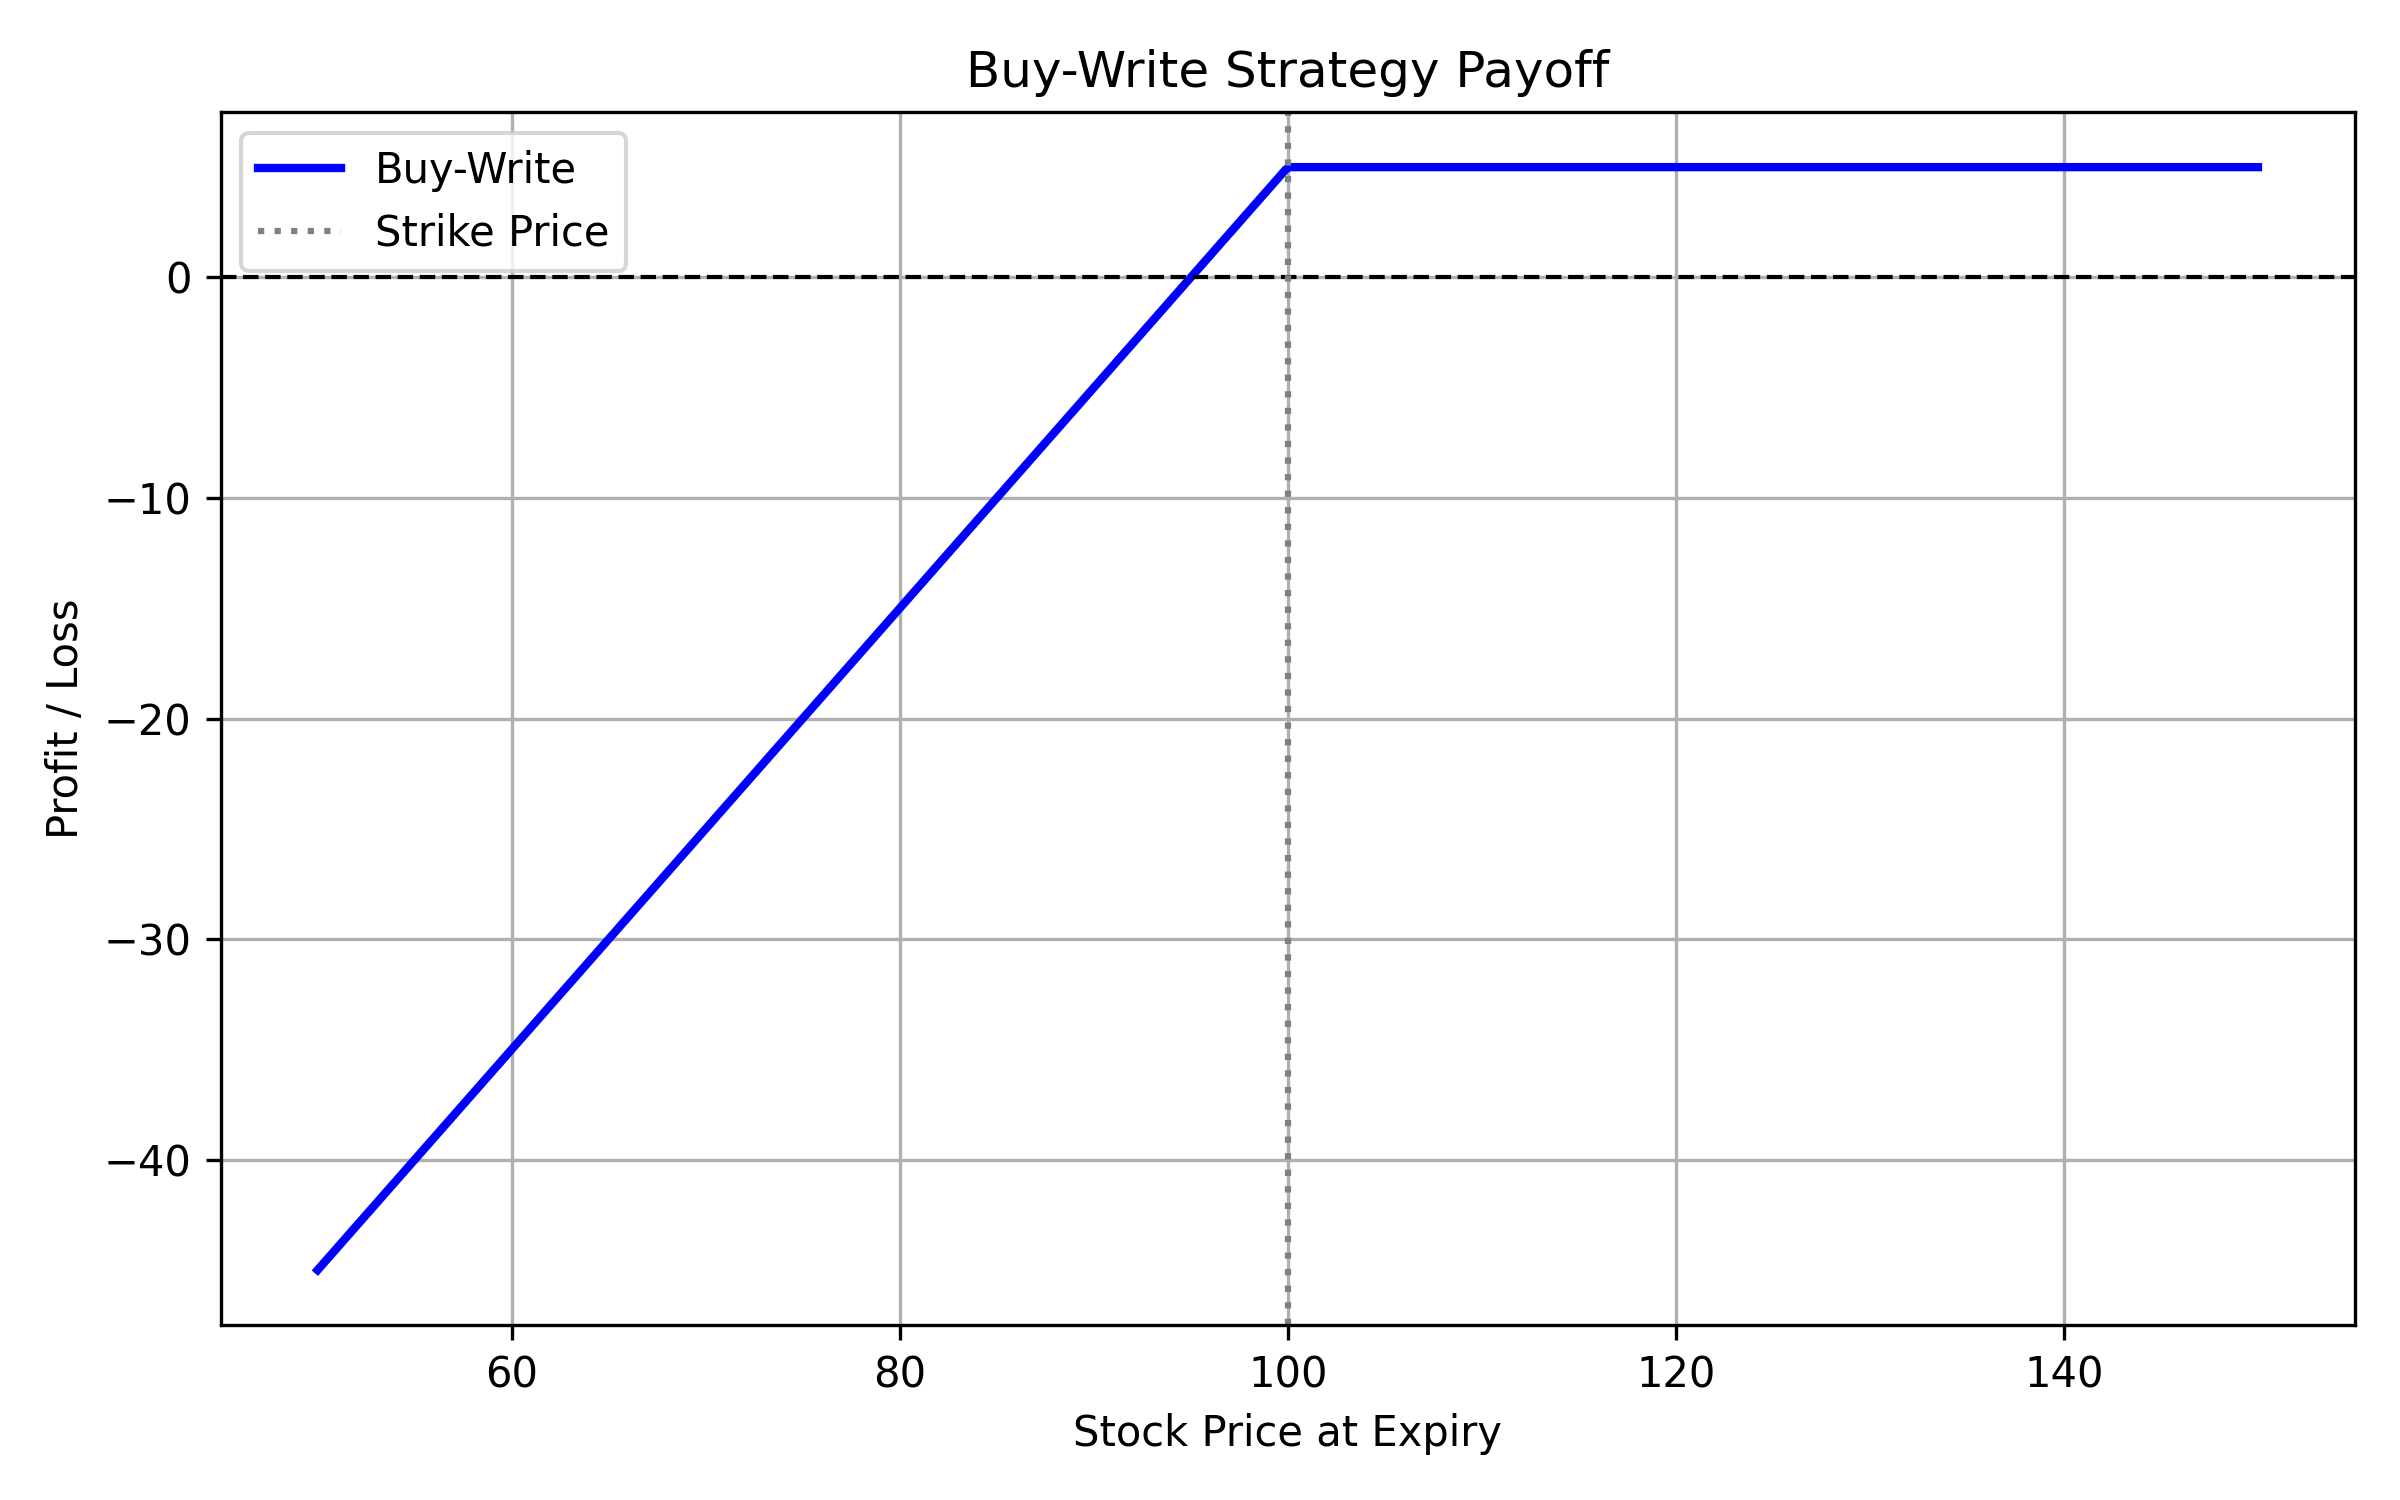 Buy-Write Strategy Payoff
Buy-Write
Strike Price
0
−10
−20
−30
−40
Profit / Loss
60 80 100 120 140
Stock Price at Expiry